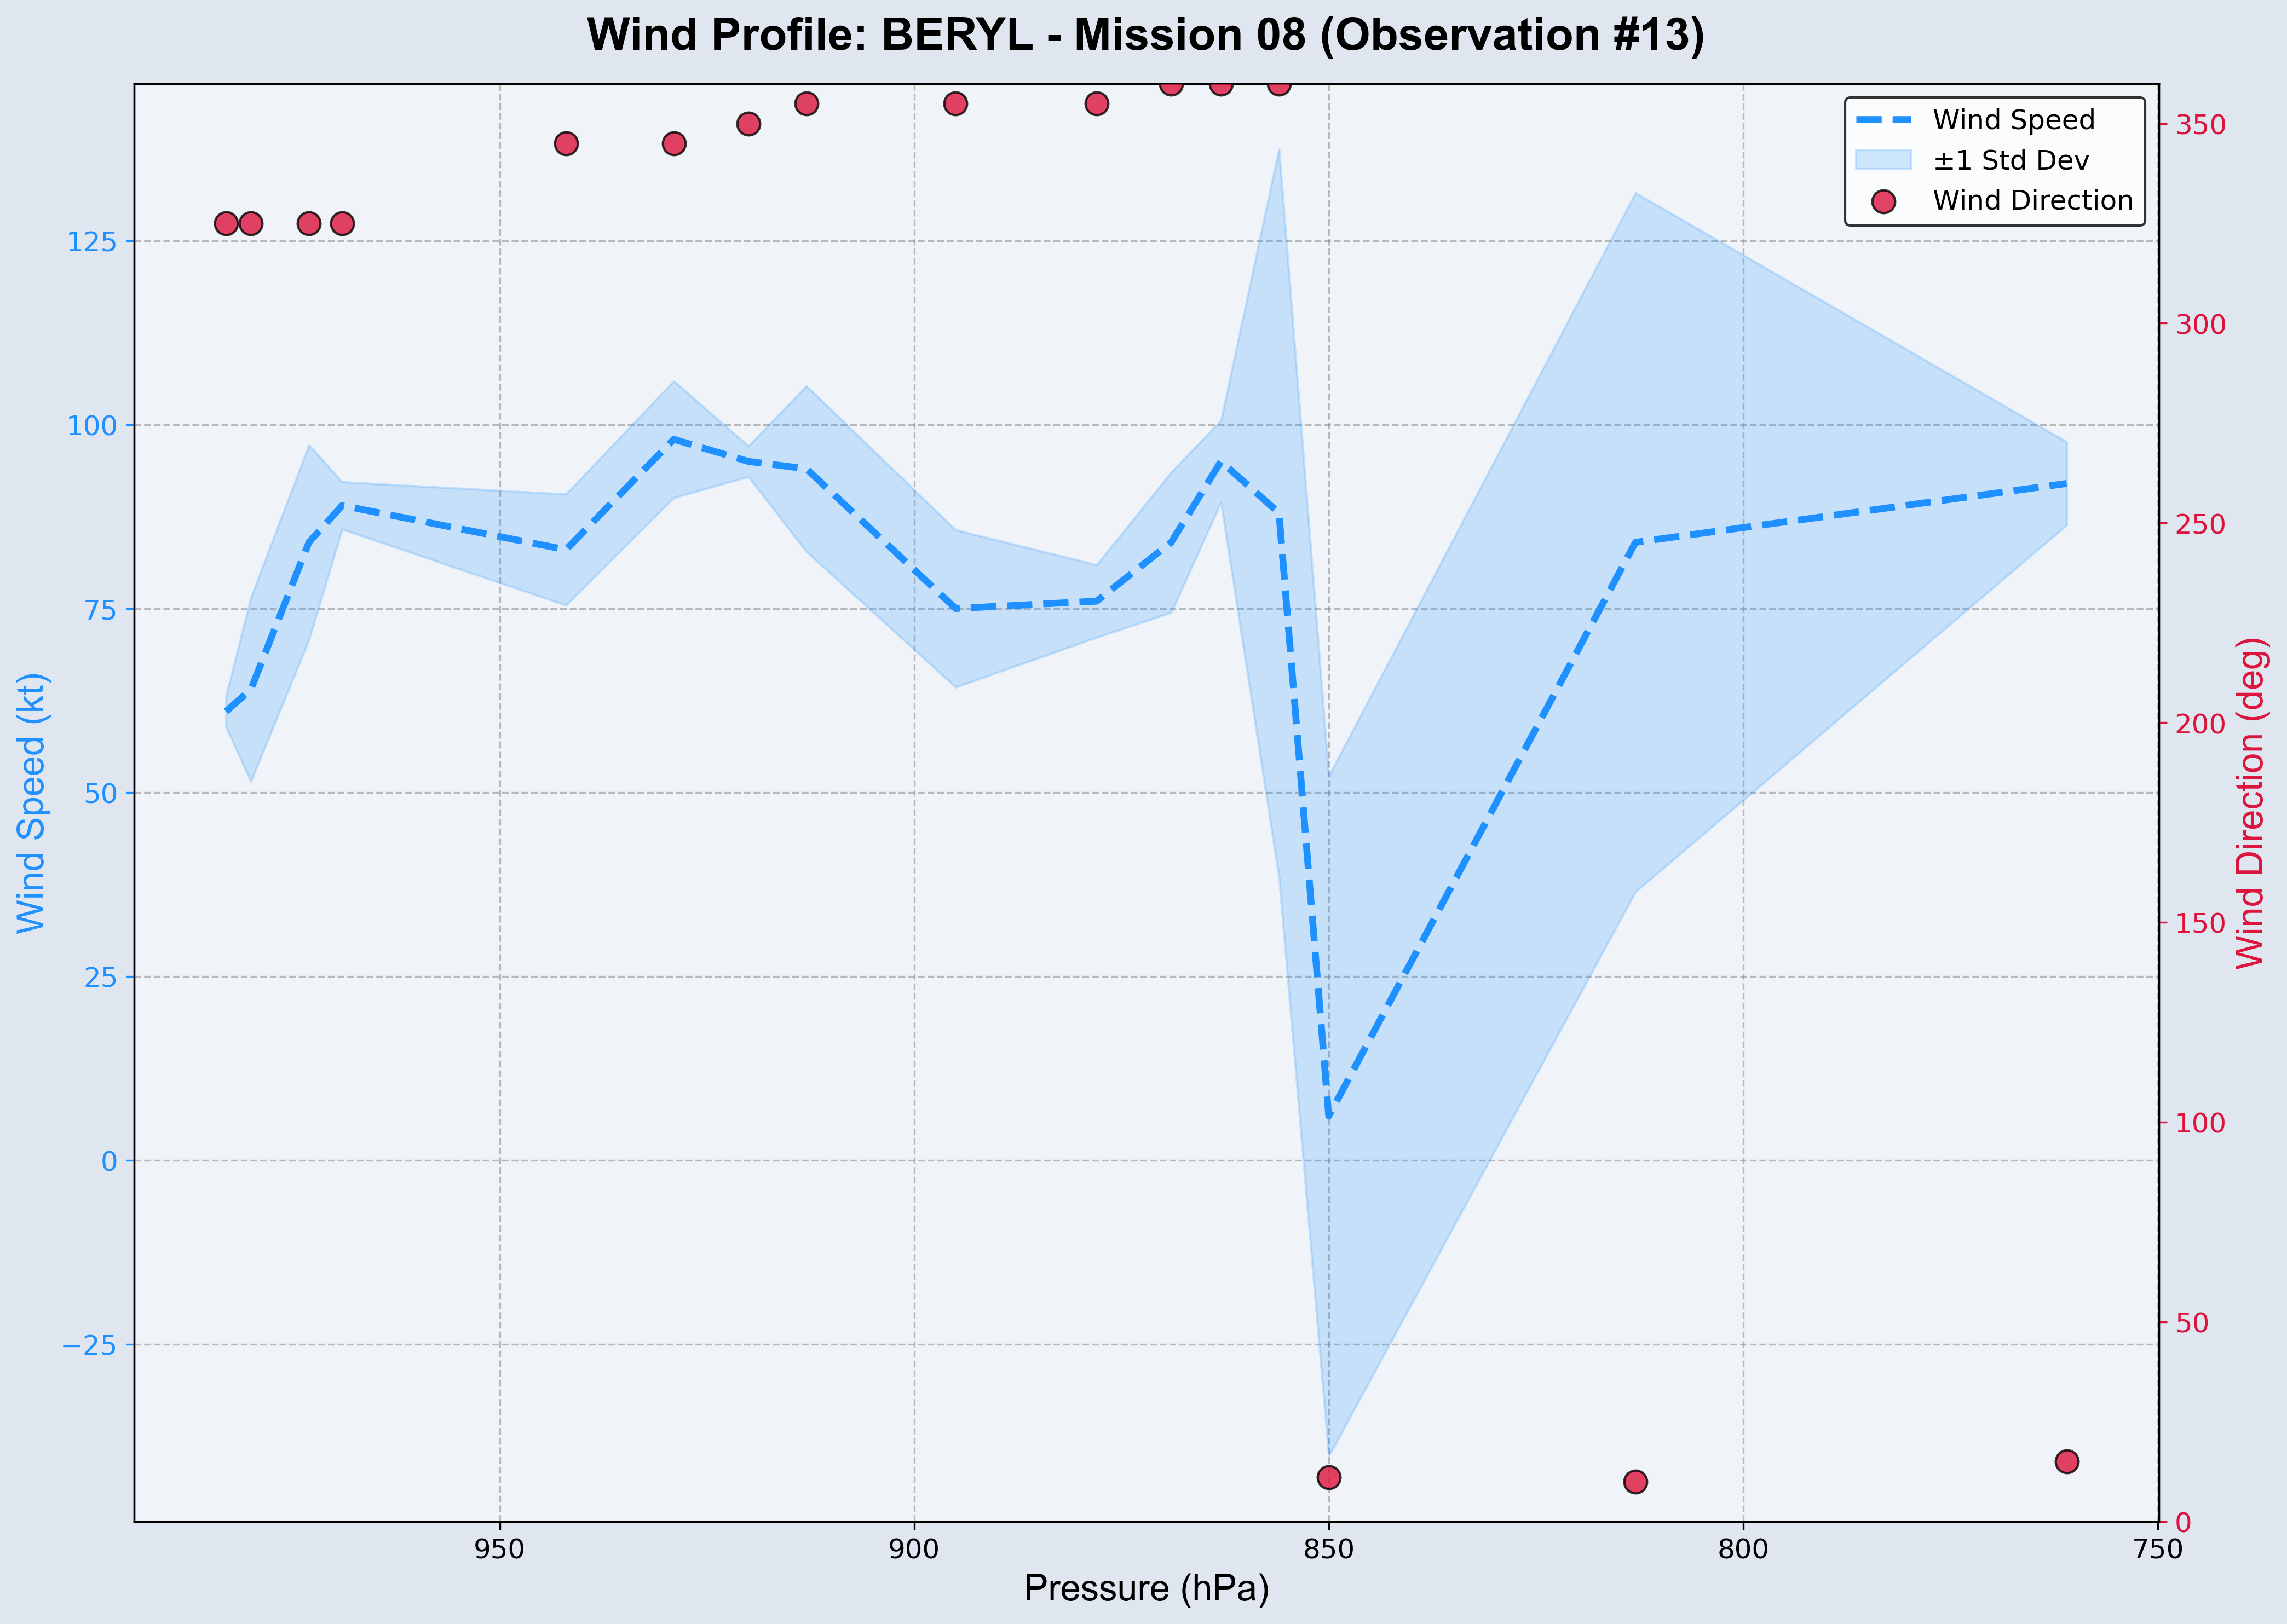 Wind Profile: BERYL - Mission 08 (Observation #13)
Wind Speed
±1 Std Dev
Wind Direction
125
100
75
50
25
0
−25
Wind Speed (kt)
350
300
250
200
150
100
50
0
Wind Direction (deg)
950
900
850
800
750
Pressure (hPa)